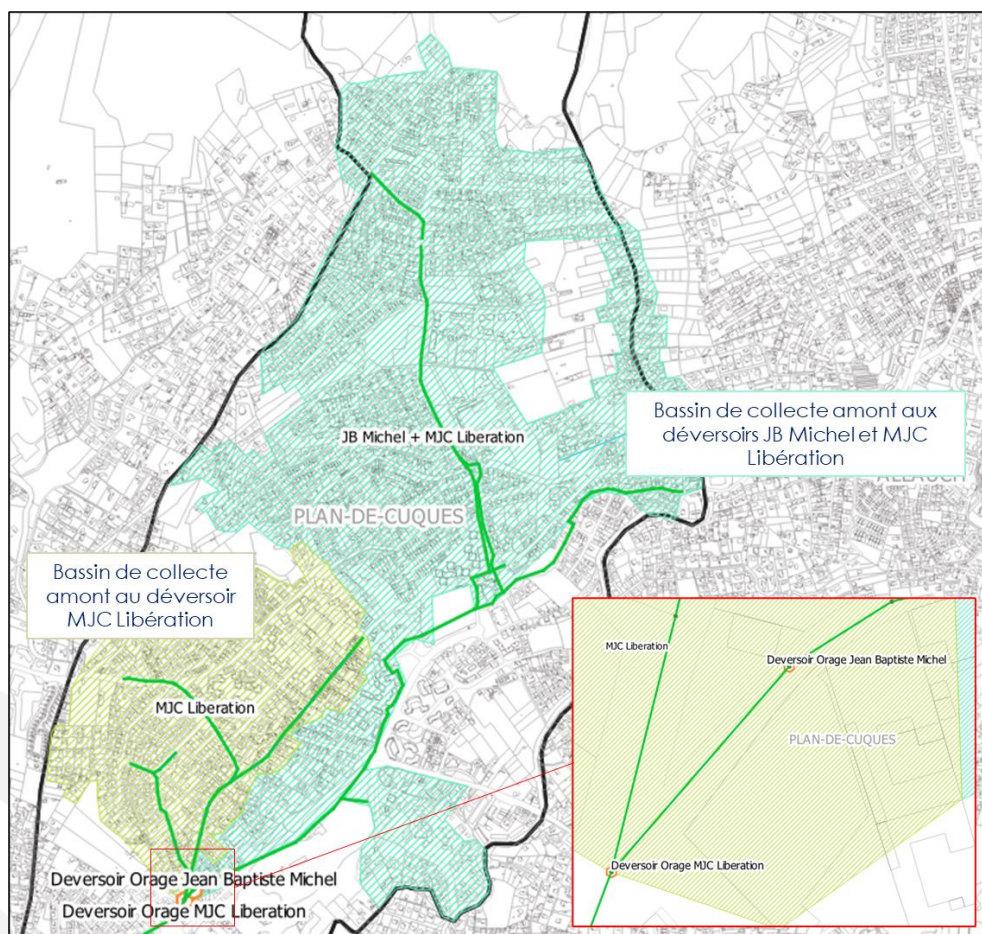 Bassin de collecte amont aux
déversoirs JB Michel et MJC
Libération
JB Michel + MJC Liberation
PLAN-DE-CUQUES
Bassin de collecte
amont au déversoir
MJC Libération
MJC Liberation
Deversoir Orage Jean Baptiste Michel
Deversoir Orage MJC Liberation
MJC Liberation
Deversoir Orage Jean Baptiste Michel
PLAN-DE-CUQUES
Deversoir Orage MJC Liberation